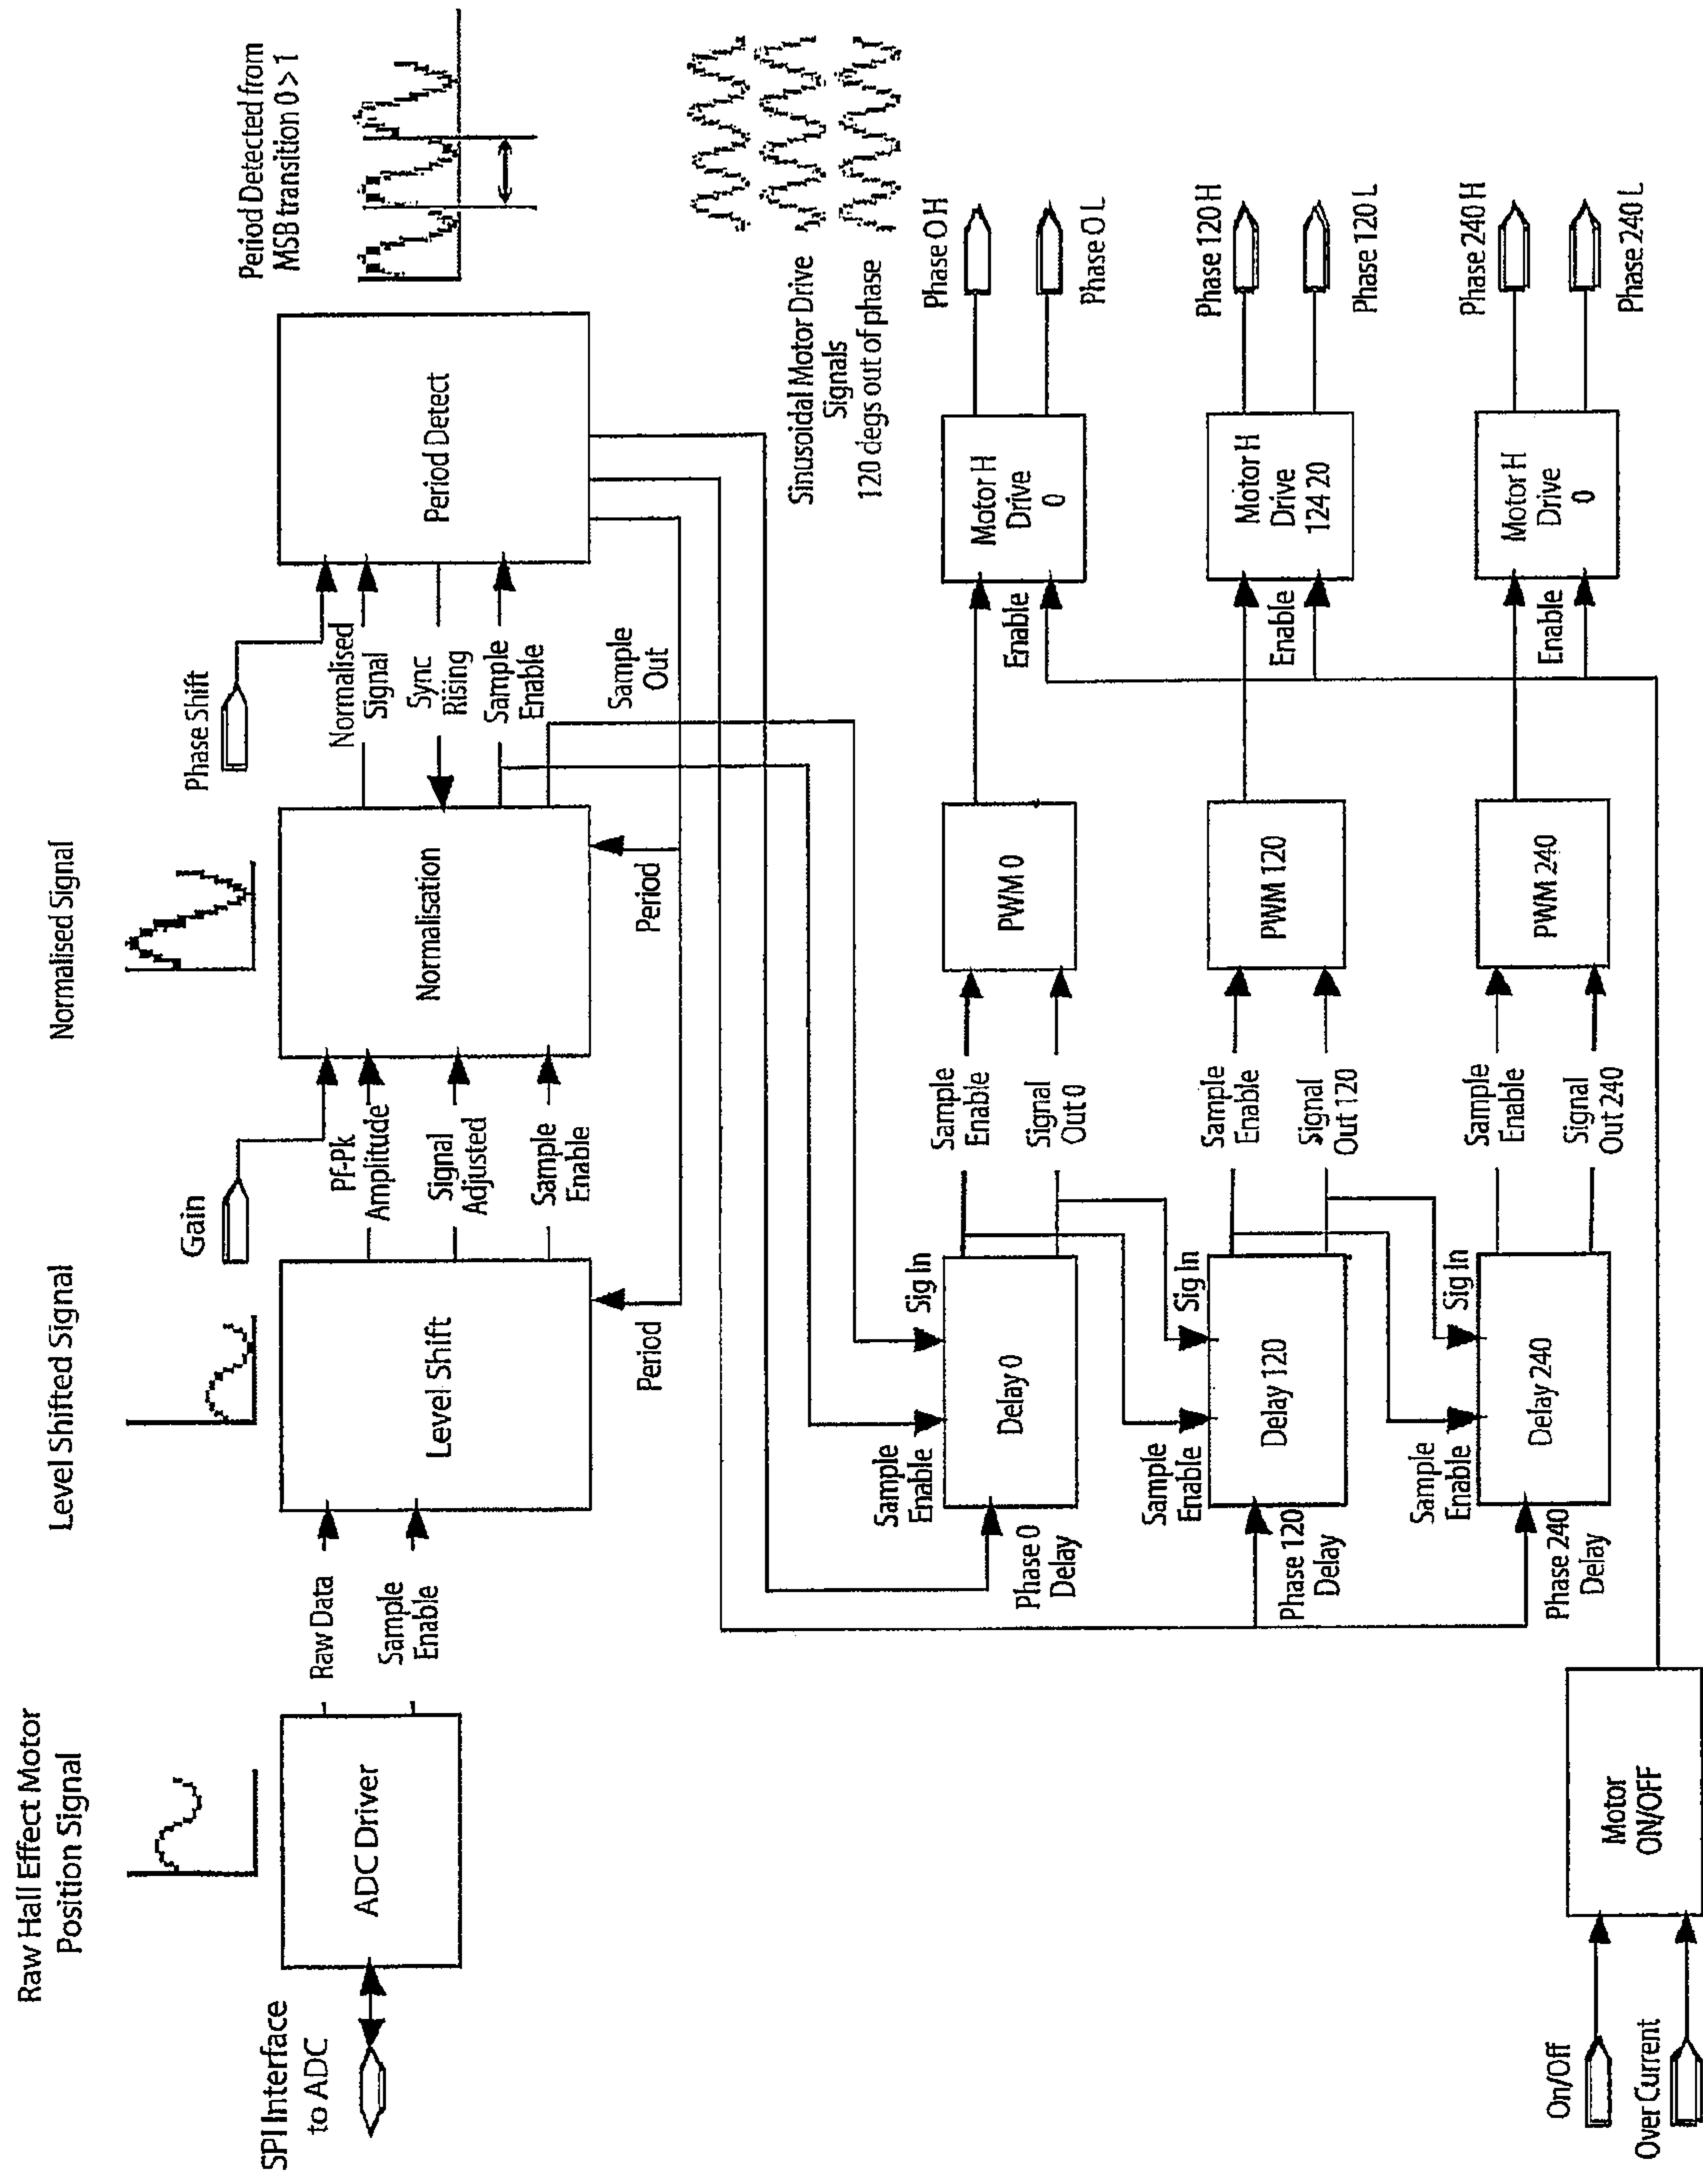 Raw Hall Effect Motor
Position Signal
Level Shifted Signal
Normalised Signal
Period Detected from
MSB transition 0 > 1
SPI Interface
to ADC
ADC Driver
Raw Data
Sample
Enable
Level Shift
Gain
Pf-Pk
Amplitude
Signal
Adjusted
Sample
Enable
Period
Normalisation
Phase Shift
Normalised
Signal
Sync
Rising
Sample
Enable
Sample
Out
Period
Period Detect
Sinusoidal Motor Drive
Signals
120 degs out of phase
Sample
Enable
Sig In
Phase 0
Delay
Delay 0
Sample
Enable
Signal
Out 0
PWM 0
Enable
Motor H
Drive
0
Phase O H
Phase O L
Sample
Enable
Sig In
Phase 120
Delay
Delay 120
Sample
Enable
Signal
Out 120
PWM 120
Enable
Motor H
Drive
124 20
Phase 120 H
Phase 120 L
Sample
Enable
Sig In
Phase 240
Delay
Delay 240
Sample
Enable
Signal
Out 240
PWM 240
Enable
Motor H
Drive
0
Phase 240 H
Phase 240 L
On/Off
Over Current
Motor
ON/OFF